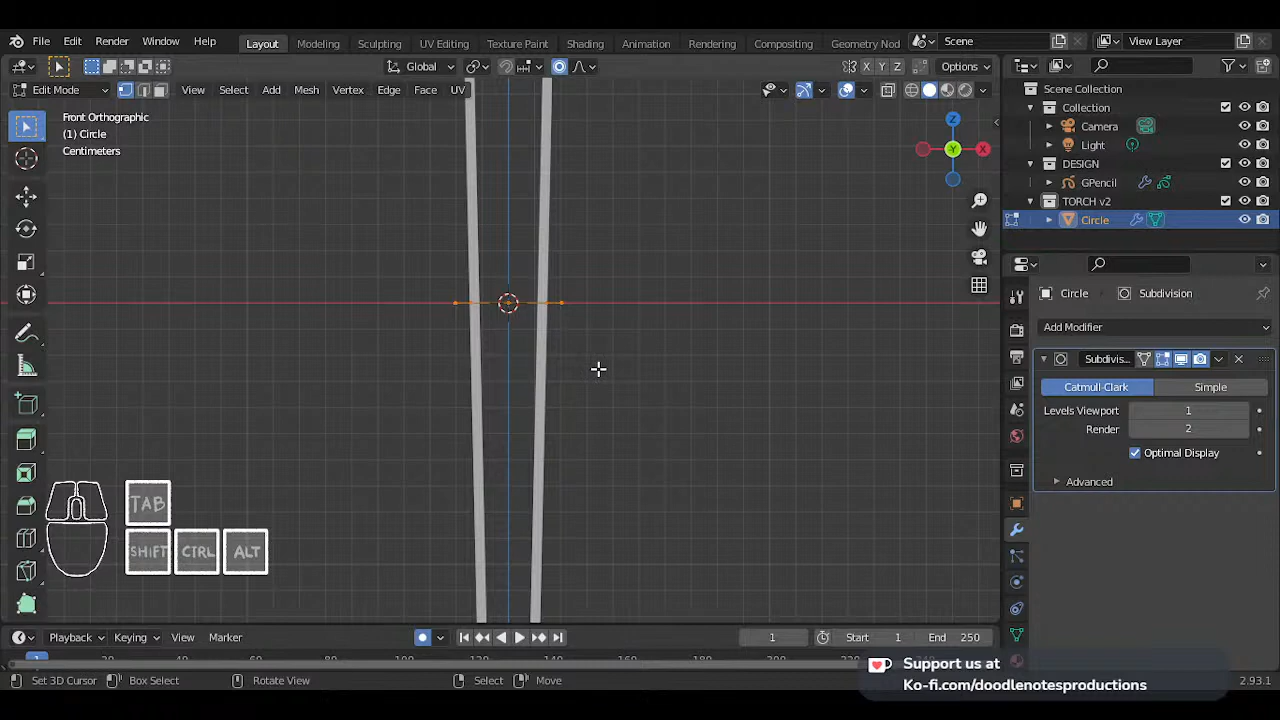 File Edit Render Window Help
Layout Modeling Sculpting UV Editing Texture Paint Shading Animation Rendering Compositing Geometry Nod
Scene View Layer
Global X Y Z Options
Edit Mode View Select Add Mesh Vertex Edge Face UV
Front Orthographic
(1) Circle
Centimeters
Z
-Y
X
Scene Collection
Collection
Camera
Light
DESIGN
GPencil
TORCH v2
Circle
Circle Subdivision
Add Modifier
Subdivis...
Catmull-Clark Simple
Levels Viewport 1
Render 2
Optimal Display
Advanced
TAB
SHIFT CTRL ALT
Playback Keying View Marker 1 Start 1 End 250
1
Support us at
Ko-fi.com/doodlenotesproductions
Set 3D Cursor Box Select Rotate View Select Move 2.93.1